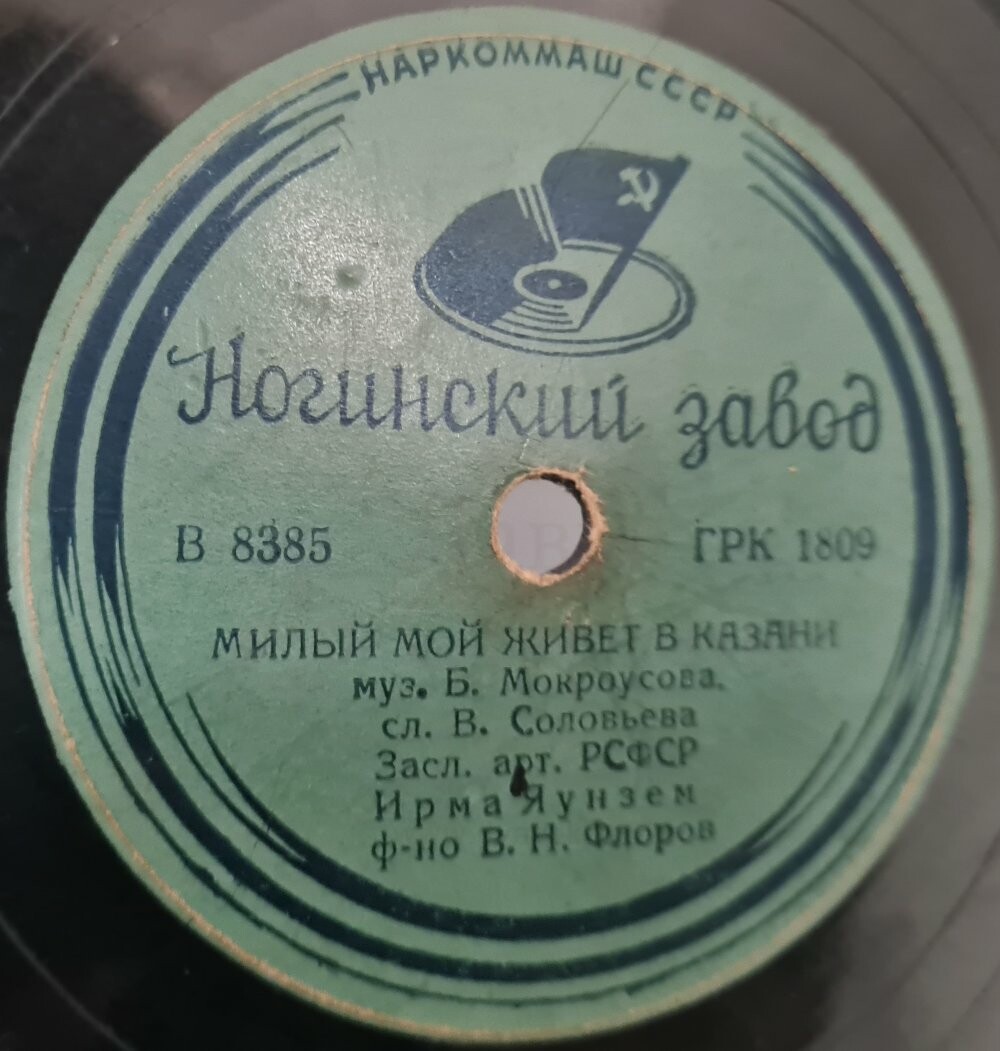 НАРКОММАШ СССР
Ногинский завод
В 8385 ГРК 1809
МИЛЫЙ МОЙ ЖИВЕТ В КАЗАНИ
муз. Б. Мокроусова,
сл. В. Соловьева
Засл. арт. РСФСР
Ирма Яунзем
ф-но В. Н. Флоров